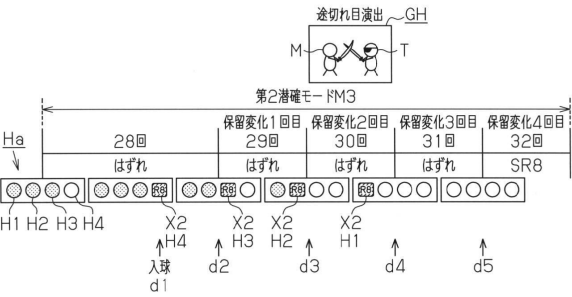 途切れ目演出
GH
M
T
第2潜確モードM3
保留変化1回目 保留変化2回目 保留変化3回目 保留変化4回目
Ha
28回 29回 30回 31回 32回
はずれ はずれ はずれ はずれ SR8
R8 R8 R8 R8
H1 H2 H3 H4
X2 X2 X2 X2
H4 H3 H2 H1
入球
d1 d2 d3 d4 d5